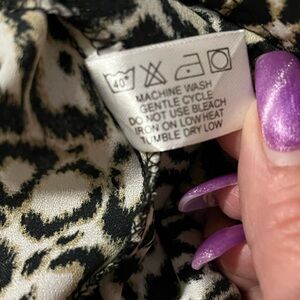 40°
MACHINE WASH
GENTLE CYCLE
DO NOT USE BLEACH
IRON ON LOW HEAT
TUMBLE DRY LOW